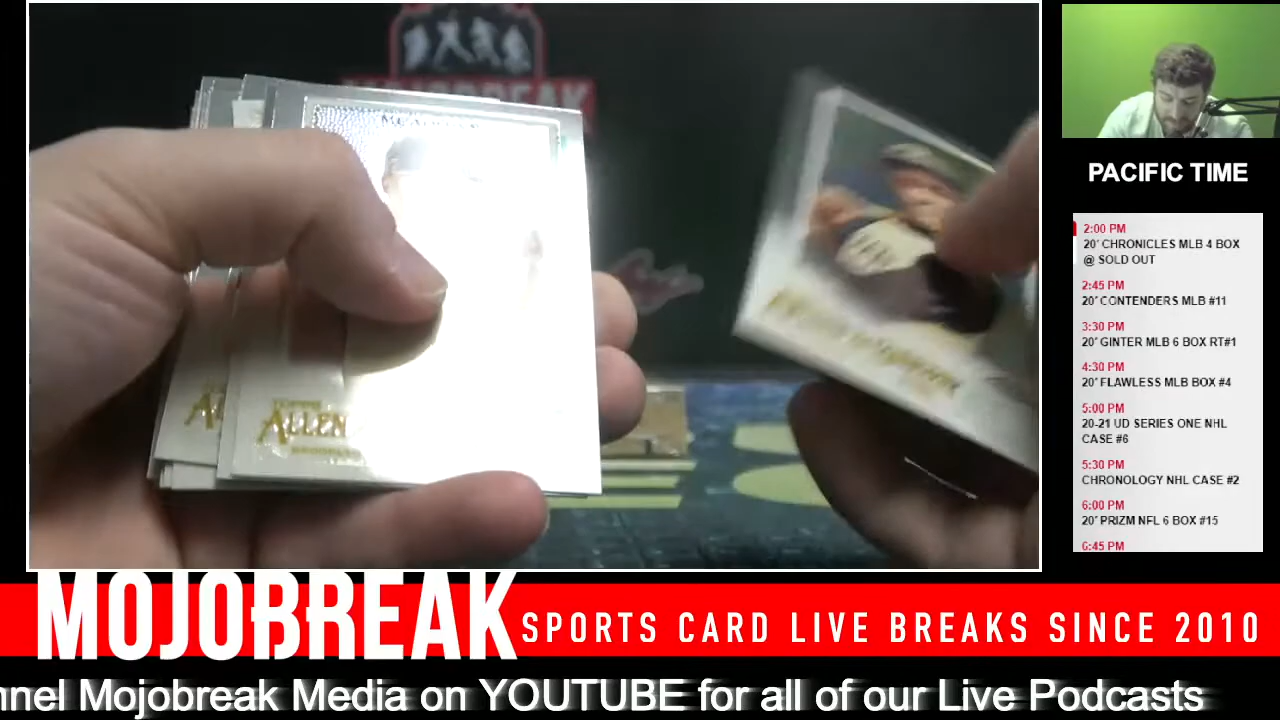 MOJOBREAK
TOPPS
ALLEN
BROOKLYN
PACIFIC TIME
2:00 PM
20' CHRONICLES MLB 4 BOX
@ SOLD OUT
2:45 PM
20' CONTENDERS MLB #11
3:30 PM
20' GINTER MLB 6 BOX RT#1
4:30 PM
20' FLAWLESS MLB BOX #4
5:00 PM
20-21 UD SERIES ONE NHL
CASE #6
5:30 PM
CHRONOLOGY NHL CASE #2
6:00 PM
20' PRIZM NFL 6 BOX #15
6:45 PM
MOJOBREAK
SPORTS CARD LIVE BREAKS SINCE 2010
nnel Mojobreak Media on YOUTUBE for all of our Live Podcasts